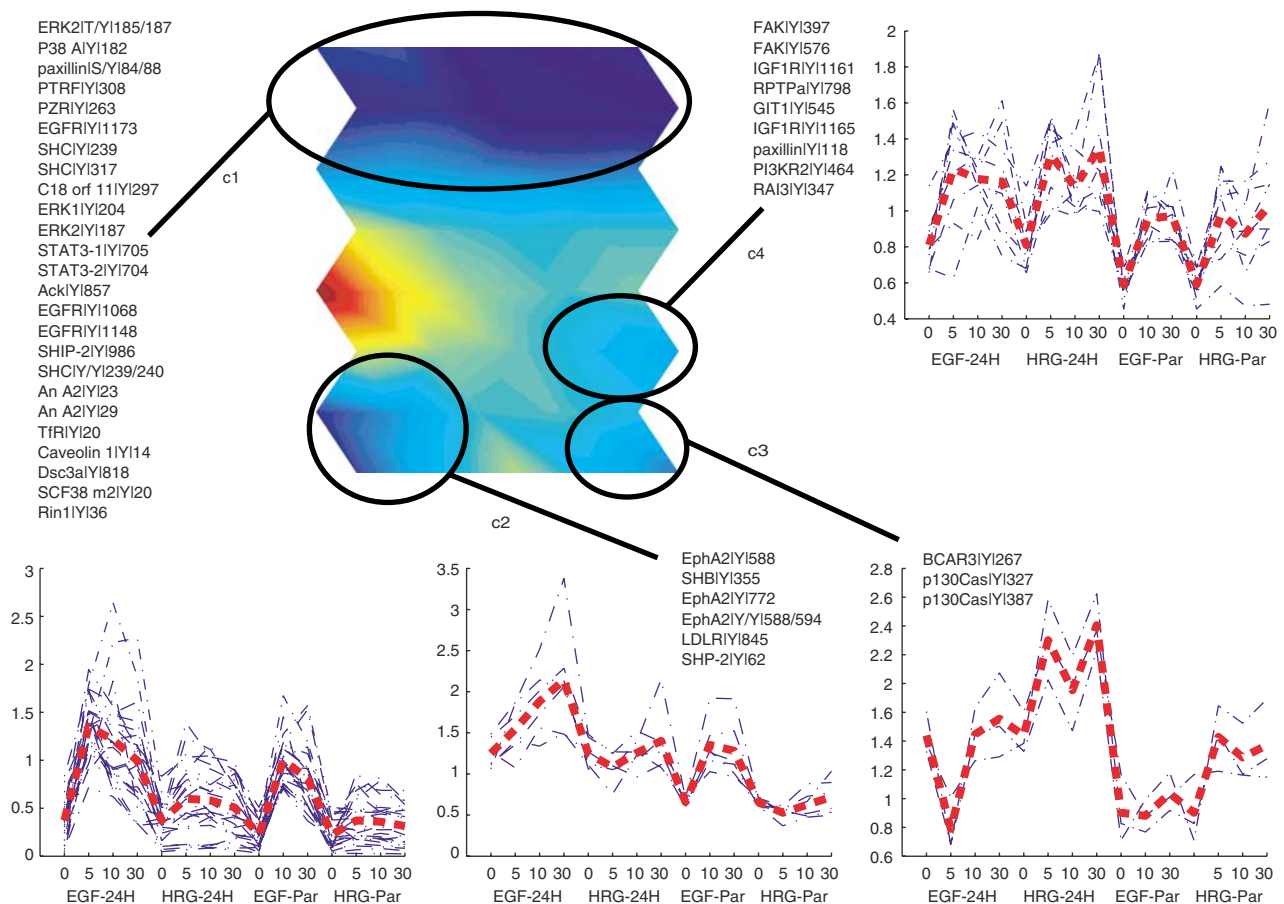 ERK2|T/Y|185/187
P38 A|Y|182
paxillin|S/Y|84/88
PTRF|Y|308
PZR|Y|263
EGFR|Y|1173
SHC|Y|239
SHC|Y|317
C18 orf 11|Y|297
ERK1|Y|204
ERK2|Y|187
STAT3-1|Y|705
STAT3-2|Y|704
Ack|Y|857
EGFR|Y|1068
EGFR|Y|1148
SHIP-2|Y|986
SHC|Y/Y|239/240
An A2|Y|23
An A2|Y|29
TfR|Y|20
Caveolin 1|Y|14
Dsc3a|Y|818
SCF38 m2|Y|20
Rin1|Y|36
c1
FAK|Y|397
FAK|Y|576
IGF1R|Y|1161
RPTPa|Y|798
GIT1|Y|545
IGF1R|Y|1165
paxillin|Y|118
PI3KR2|Y|464
RAI3|Y|347
c4
2
1.8
1.6
1.4
1.2
1
0.8
0.6
0.4
0 5 10 30 0 5 10 30 0 5 10 30 0 5 10 30
EGF-24H HRG-24H EGF-Par HRG-Par
c3
c2
3
2.5
2
1.5
1
0.5
0
0 5 10 30 0 5 10 30 0 5 10 30 0 5 10 30
EGF-24H HRG-24H EGF-Par HRG-Par
EphA2|Y|588
SHB|Y|355
EphA2|Y|772
EphA2|Y/Y|588/594
LDLR|Y|845
SHP-2|Y|62
3.5
3
2.5
2
1.5
1
0.5
0
0 5 10 30 0 5 10 30 0 5 10 30 0 5 10 30
EGF-24H HRG-24H EGF-Par HRG-Par
BCAR3|Y|267
p130Cas|Y|327
p130Cas|Y|387
2.8
2.6
2.4
2.2
2
1.8
1.6
1.4
1.2
1
0.8
0.6
0 5 10 30 0 5 10 30 0 5 10 30 0 5 10 30
EGF-24H HRG-24H EGF-Par HRG-Par